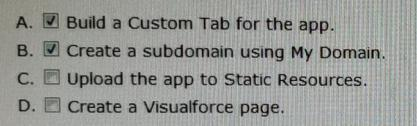 A. Build a Custom Tab for the app.
B. Create a subdomain using My Domain.
C. Upload the app to Static Resources.
D. Create a Visualforce page.